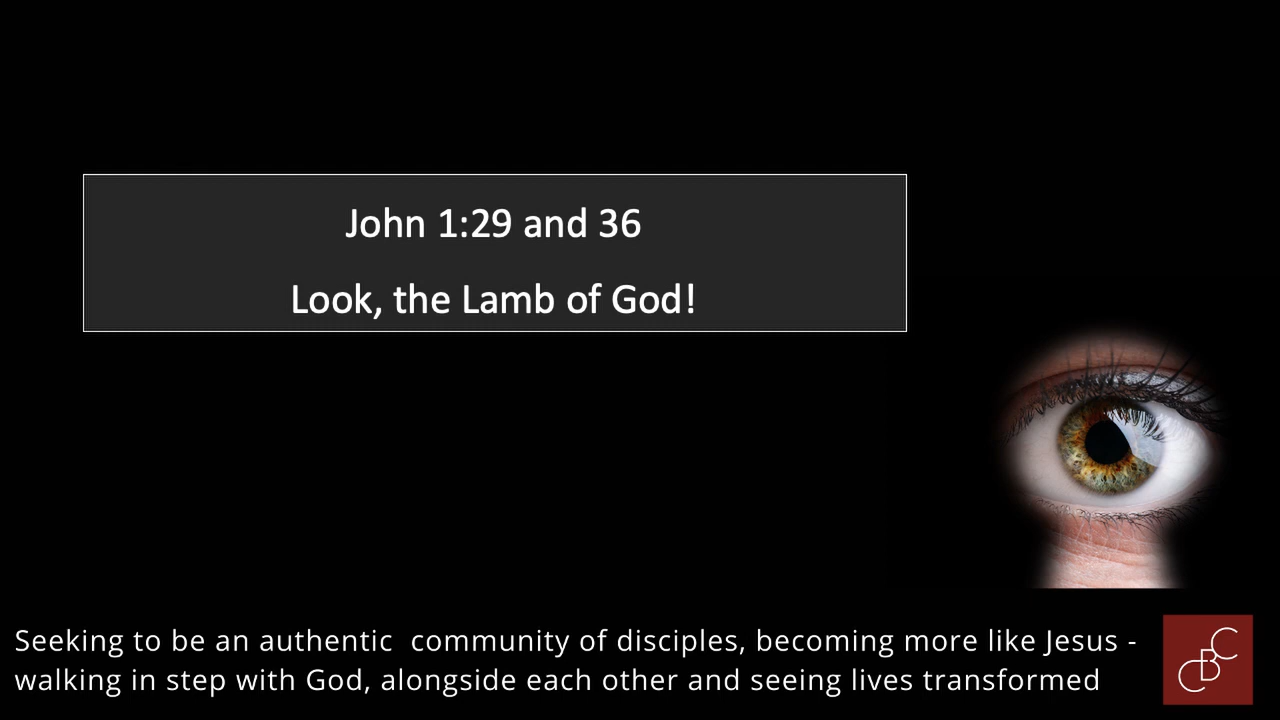 John 1:29 and 36
Look, the Lamb of God!
Seeking to be an authentic  community of disciples, becoming more like Jesus -
walking in step with God, alongside each other and seeing lives transformed
CBC